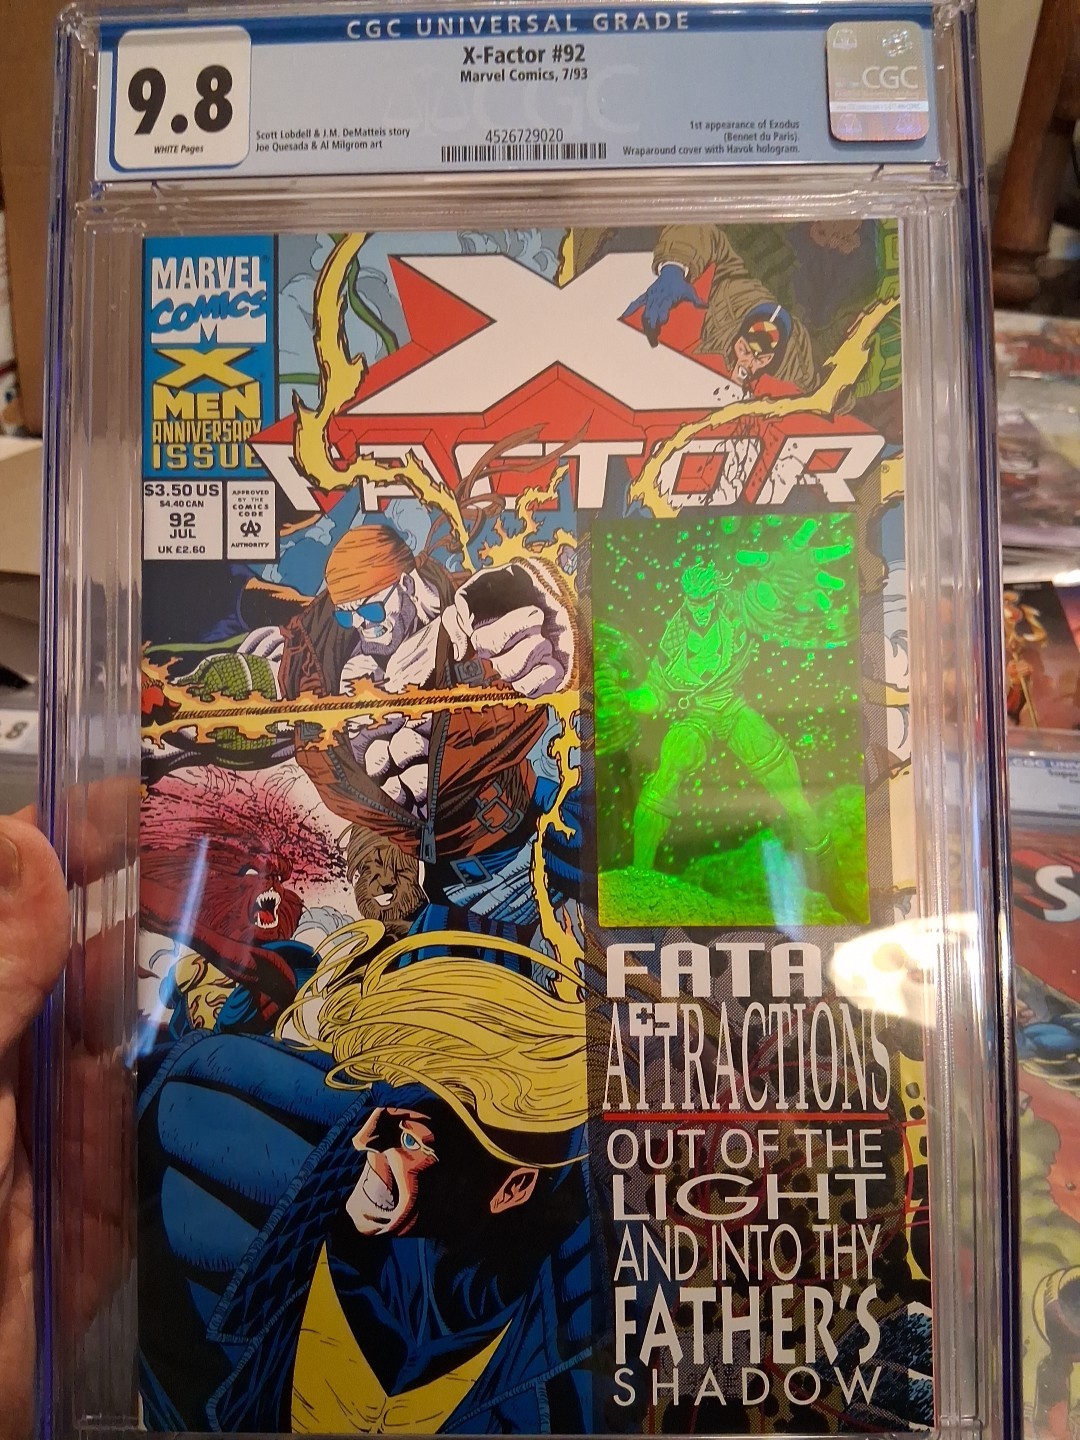 CGC UNIVERSAL GRADE
9.8
WHITE Pages
X-Factor #92
Marvel Comics, 7/93
Scott Lobdell & J.M. DeMatteis story
Joe Quesada & Al Milgrom art
4526729020
1st appearance of Exodus
(Bennet du Paris).
Wraparound cover with Havok hologram.
CGC
MARVEL
COMICS
X
MEN
ANNIVERSARY
ISSUE
$3.50 US
$4.40 CAN
92
JUL
UK £2.60
APPROVED
BY THE
COMICS
CODE
CA
AUTHORITY
X
FACTOR
FATAL
ATTRACTIONS
OUT OF THE
LIGHT
AND INTO THY
FATHER'S
SHADOW